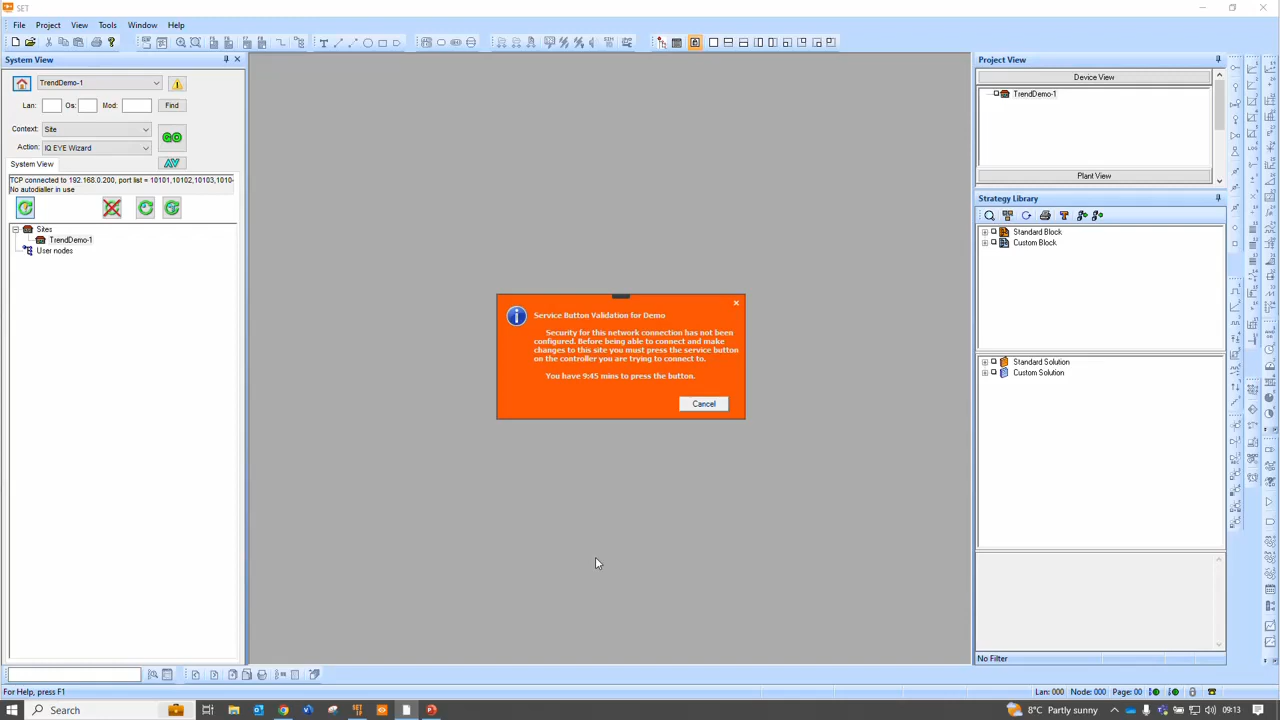 SET
File Project View Tools Window Help
System View
TrendDemo-1
Lan: Os: Mod: Find
Context: Site
GO
Action: IQ EYE Wizard
AV
System View
TCP connected to 192.168.0.200, port list = 10101,10102,10103,1010
No autodialler in use
Sites
TrendDemo-1
User nodes
Service Button Validation for Demo
Security for this network connection has not been
configured. Before being able to connect and make
changes to this site you must press the service button
on the controller you are trying to connect to.
You have 9:45 mins to press the button.
Cancel
Project View
Device View
TrendDemo-1
Plant View
Strategy Library
Standard Block
Custom Block
Standard Solution
Custom Solution
No Filter
For Help, press F1
Lan: 000 Node: 000 Page: 00
Search
8°C Partly sunny
09:13